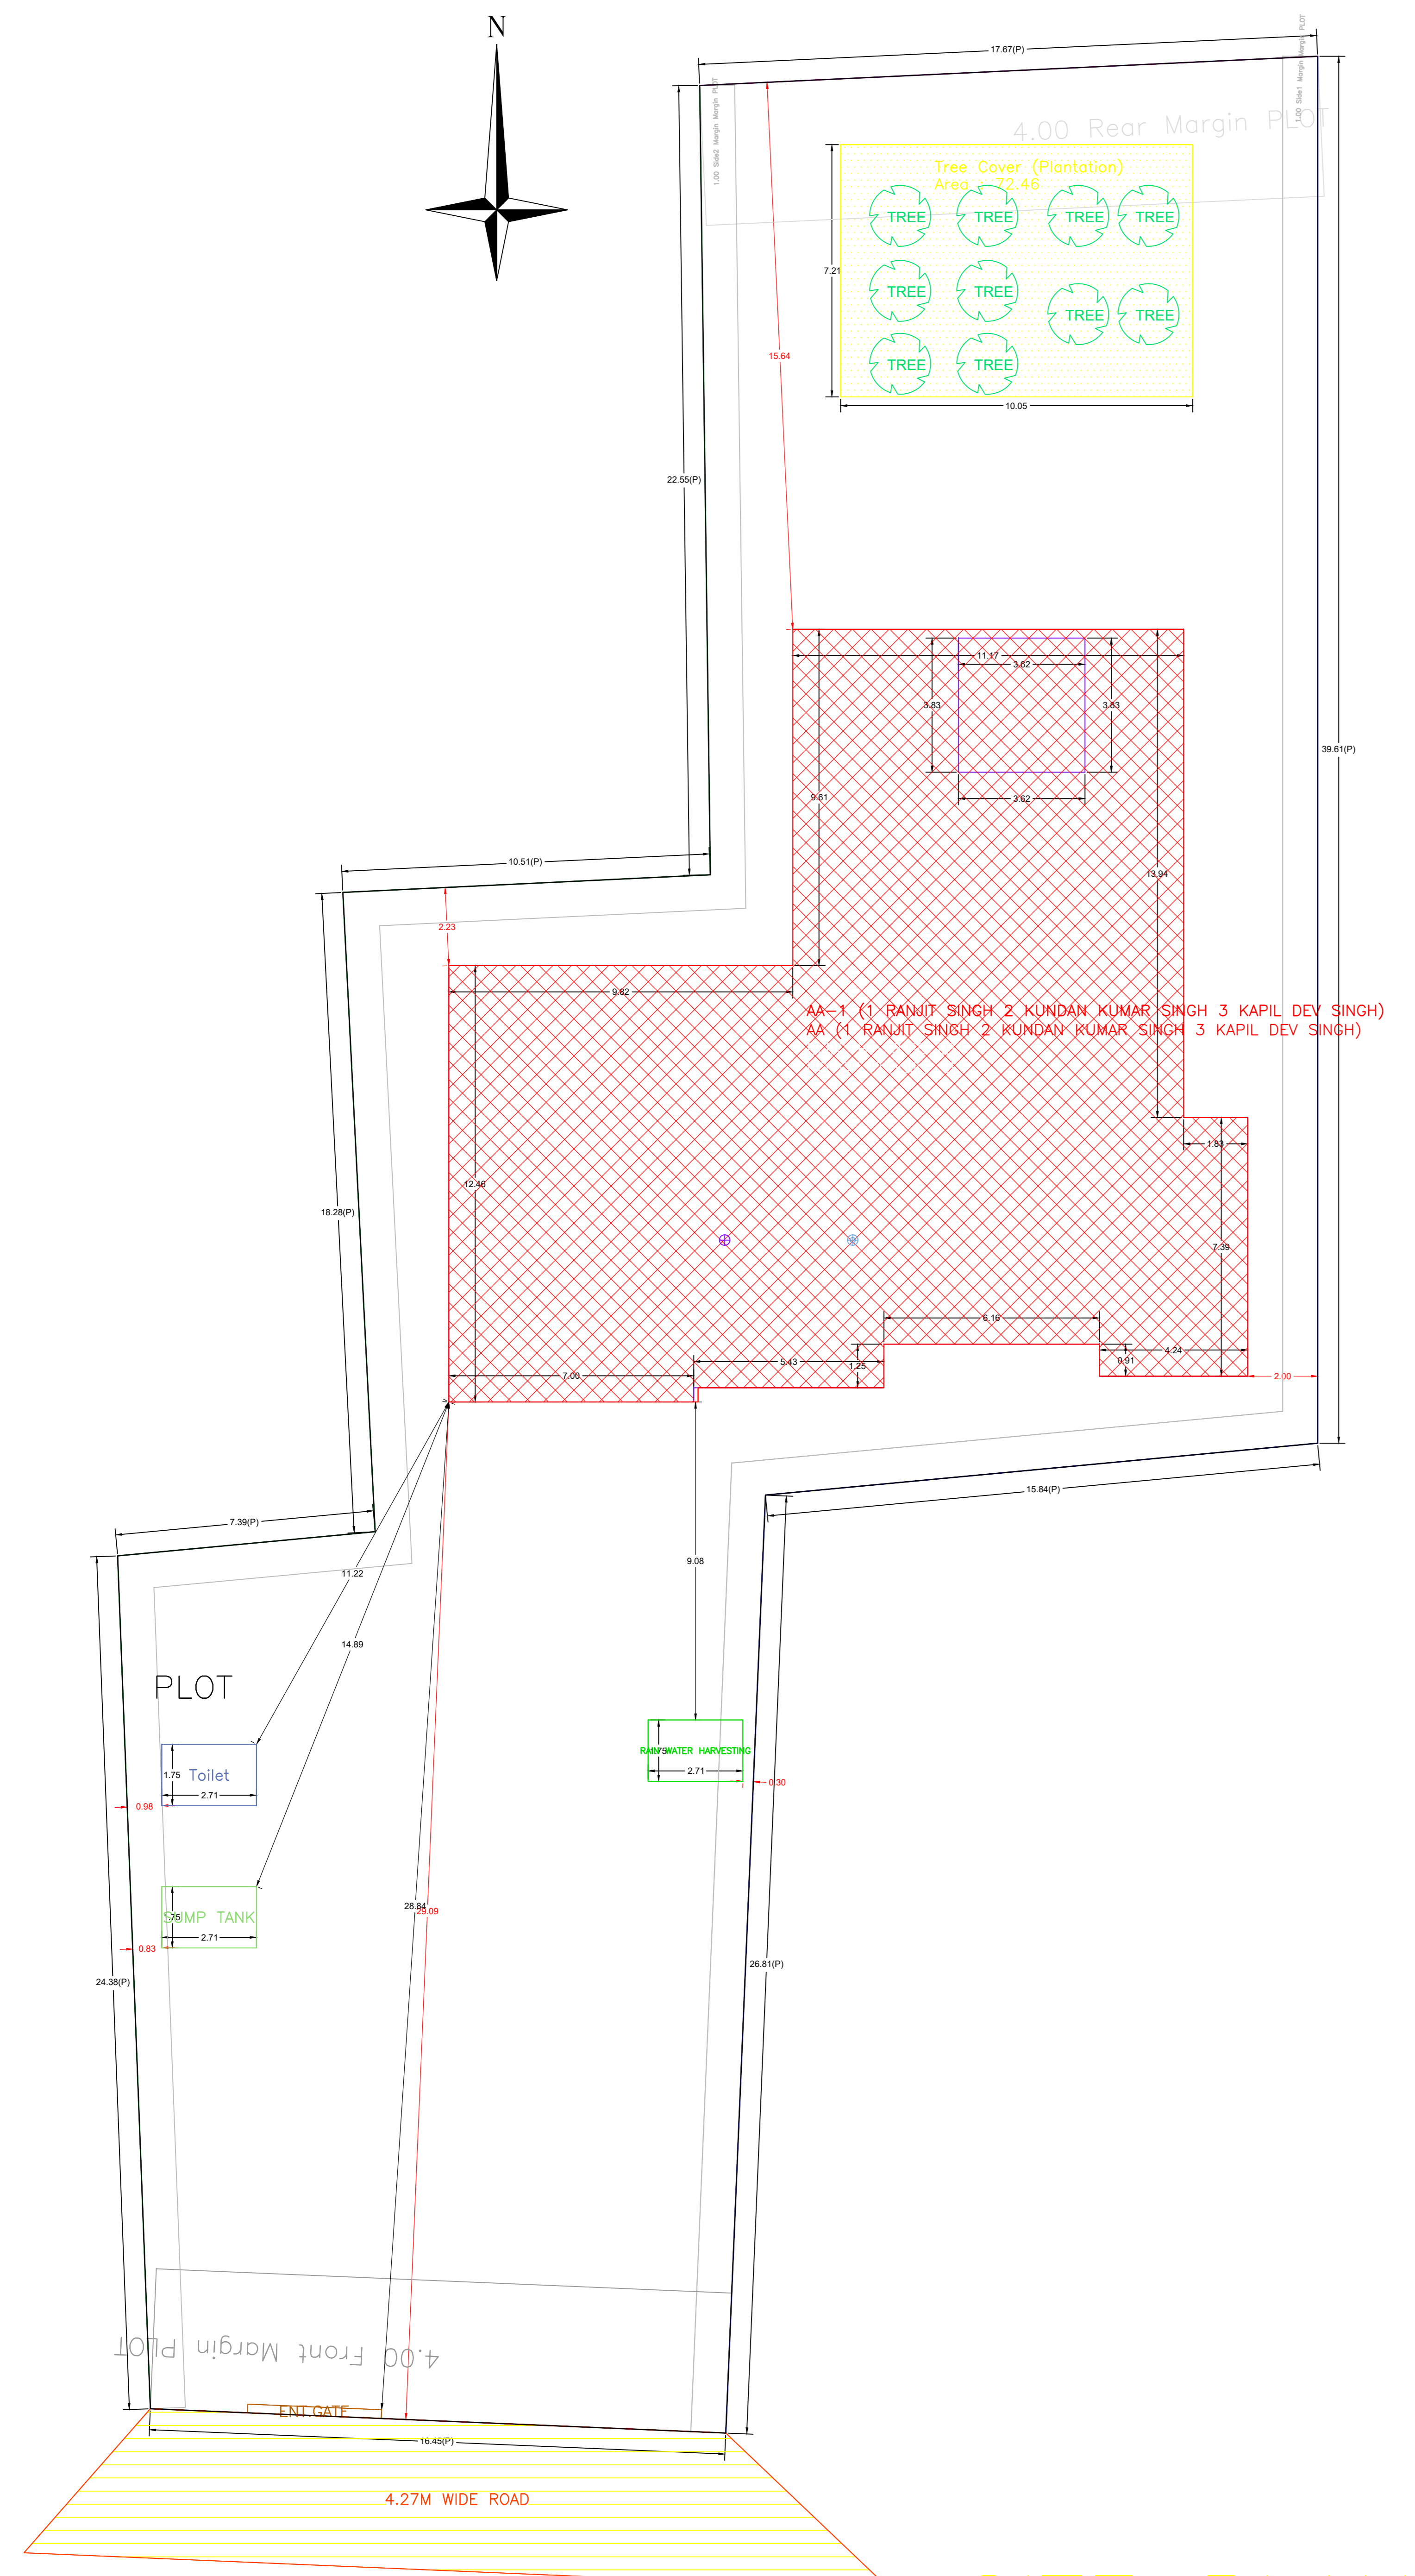 N
17.67(P)
1.00 Side2 Margin Margin PLOT
1.00 Side1 Margin Margin PLOT
4.00 Rear Margin PLOT
Tree Cover (Plantation)
Area : 72.46
TREE TREE TREE TREE
TREE TREE TREE TREE
TREE TREE
7.21
10.05
15.64
22.55(P)
39.61(P)
11.17
3.62
3.83
3.83
3.62
9.61
10.51(P)
13.94
2.23
9.82
AA-1 (1 RANJIT SINGH 2 KUNDAN KUMAR SINGH 3 KAPIL DEV SINGH)
AA (1 RANJIT SINGH 2 KUNDAN KUMAR SINGH 3 KAPIL DEV SINGH)
1.83
12.46
18.28(P)
7.39
6.16
4.24
5.43
1.25
0.91
7.00
2.00
15.84(P)
7.39(P)
11.22
9.08
14.89
PLOT
1.75
Toilet
2.71
0.98
RAIN WATER HARVESTING
1.75
2.71
0.30
SUMP TANK
1.75
2.71
0.83
28.84
29.09
24.38(P)
26.81(P)
4.00 Front Margin PLOT
ENT.GATE
16.45(P)
4.27M WIDE ROAD